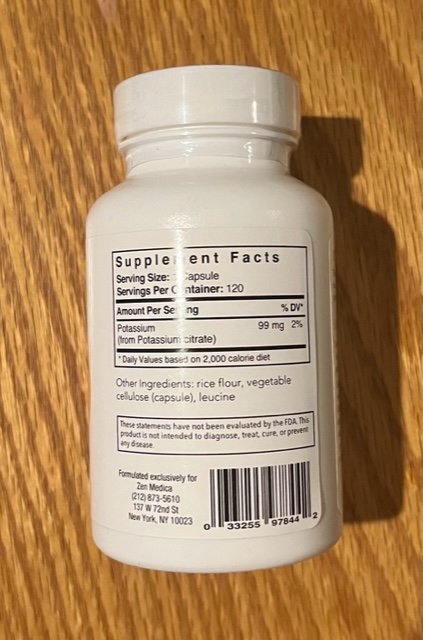 Supplement Facts
Serving Size: Capsule
Servings Per Container: 120
Amount Per Serving % DV*
Potassium 99 mg 2%
(from Potassium citrate)
* Daily Values based on 2,000 calorie diet
Other Ingredients: rice flour, vegetable
cellulose (capsule), leucine
These statements have not been evaluated by the FDA. This
product is not intended to diagnose, treat, cure, or prevent
any disease.
Formulated exclusively for
Zen Medica
(212) 873-5610
137 W 72nd St
New York, NY 10023
0 33255 97844 2